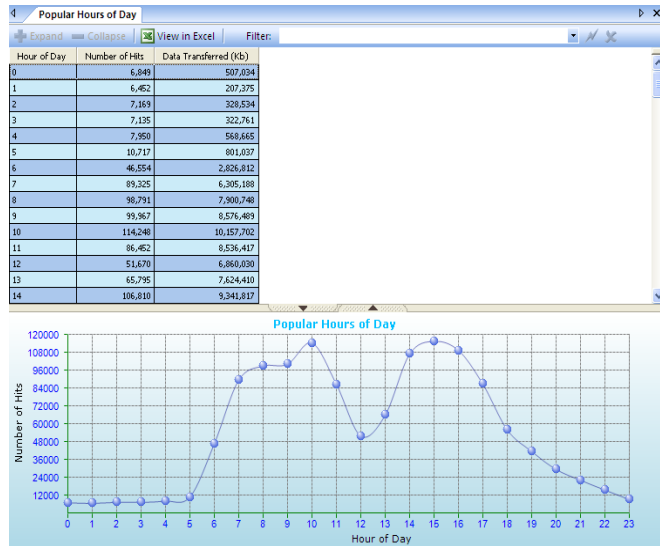 Popular Hours of Day
Expand Collapse View in Excel Filter:
Hour of Day Number of Hits Data Transferred (Kb)
0 6,849 507,034
1 6,452 207,375
2 7,169 328,534
3 7,135 322,761
4 7,950 568,665
5 10,717 801,037
6 46,554 2,826,812
7 89,325 6,305,188
8 98,791 7,900,748
9 99,967 8,576,489
10 114,248 10,157,702
11 86,452 8,536,417
12 51,670 6,860,030
13 65,795 7,624,410
14 106,810 9,341,817
Popular Hours of Day
120000
108000
96000
84000
72000
60000
48000
36000
24000
12000
Number of Hits
0 1 2 3 4 5 6 7 8 9 10 11 12 13 14 15 16 17 18 19 20 21 22 23
Hour of Day